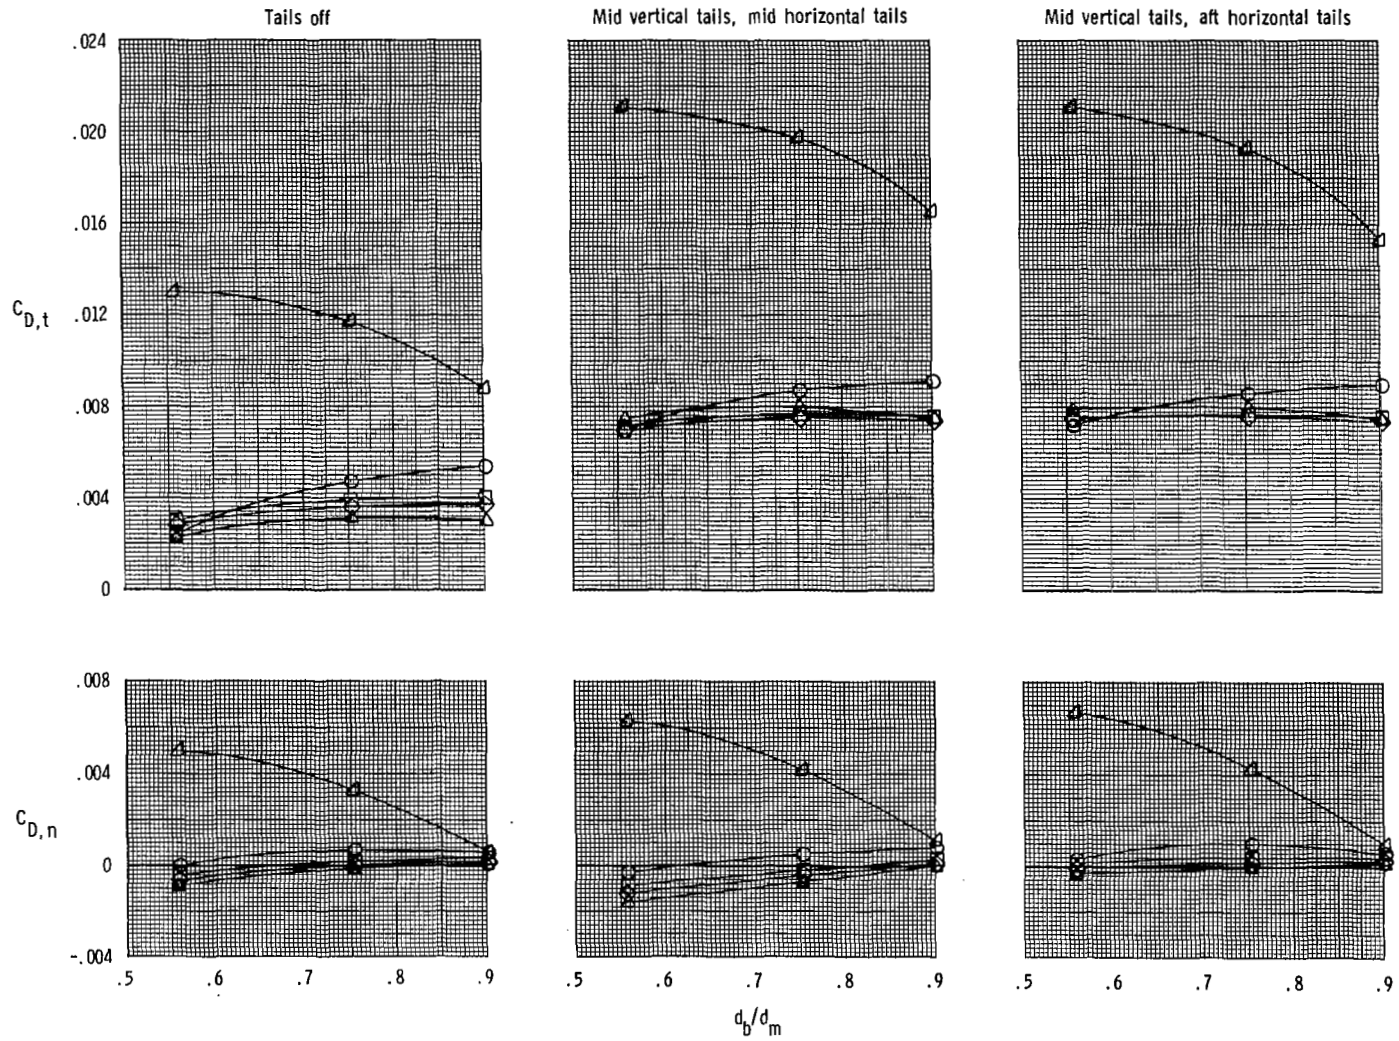 Tails off
Mid vertical tails, mid horizontal tails
Mid vertical tails, aft horizontal tails
.024
.020
.016
C_D,t
.012
.008
.004
0
.008
.004
C_D,n
0
-.004
.5 .6 .7 .8 .9
.5 .6 .7 .8 .9
.5 .6 .7 .8 .9
d_b/d_m